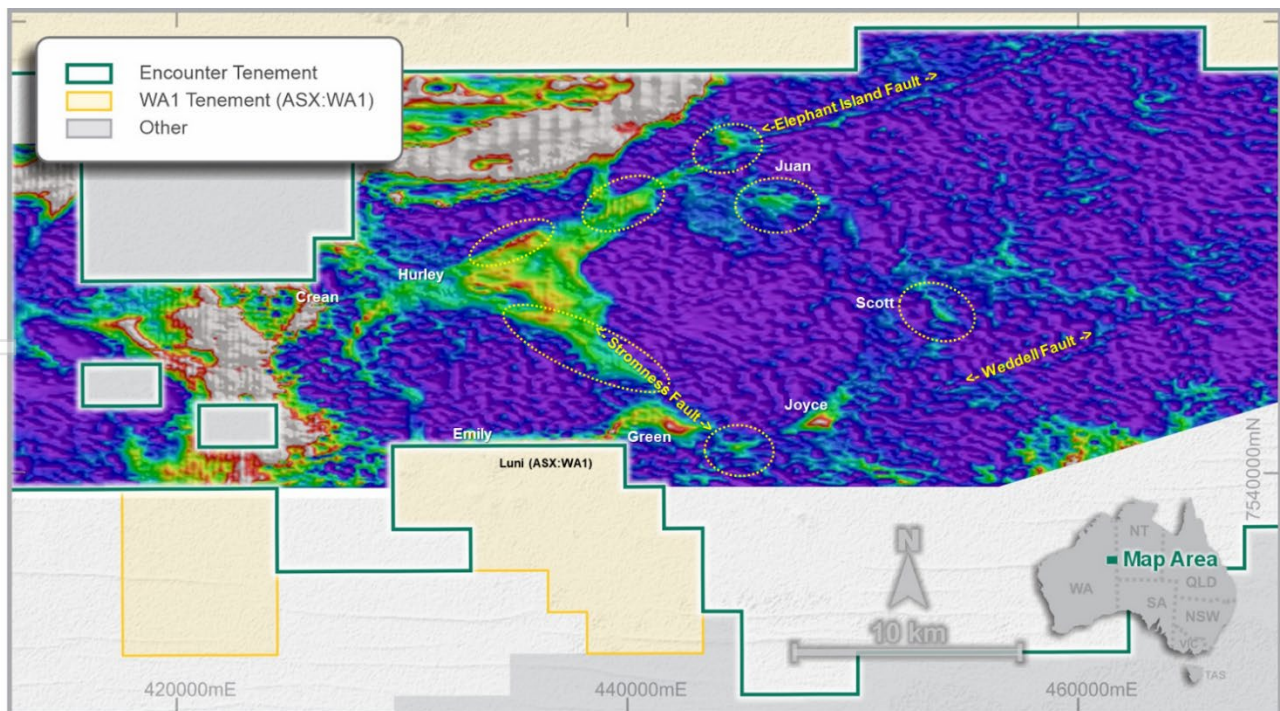 Encounter Tenement
WA1 Tenement (ASX:WA1)
Other
<-Elephant Island Fault ->
Juan
Hurley
Crean
Scott
<- Stromness Fault ->
<- Weddell Fault ->
Joyce
Emily
Green
Luni (ASX:WA1)
7540000mN
N
NT
Map Area
WA
QLD
SA
NSW
VIC
TAS
10 km
420000mE
440000mE
460000mE